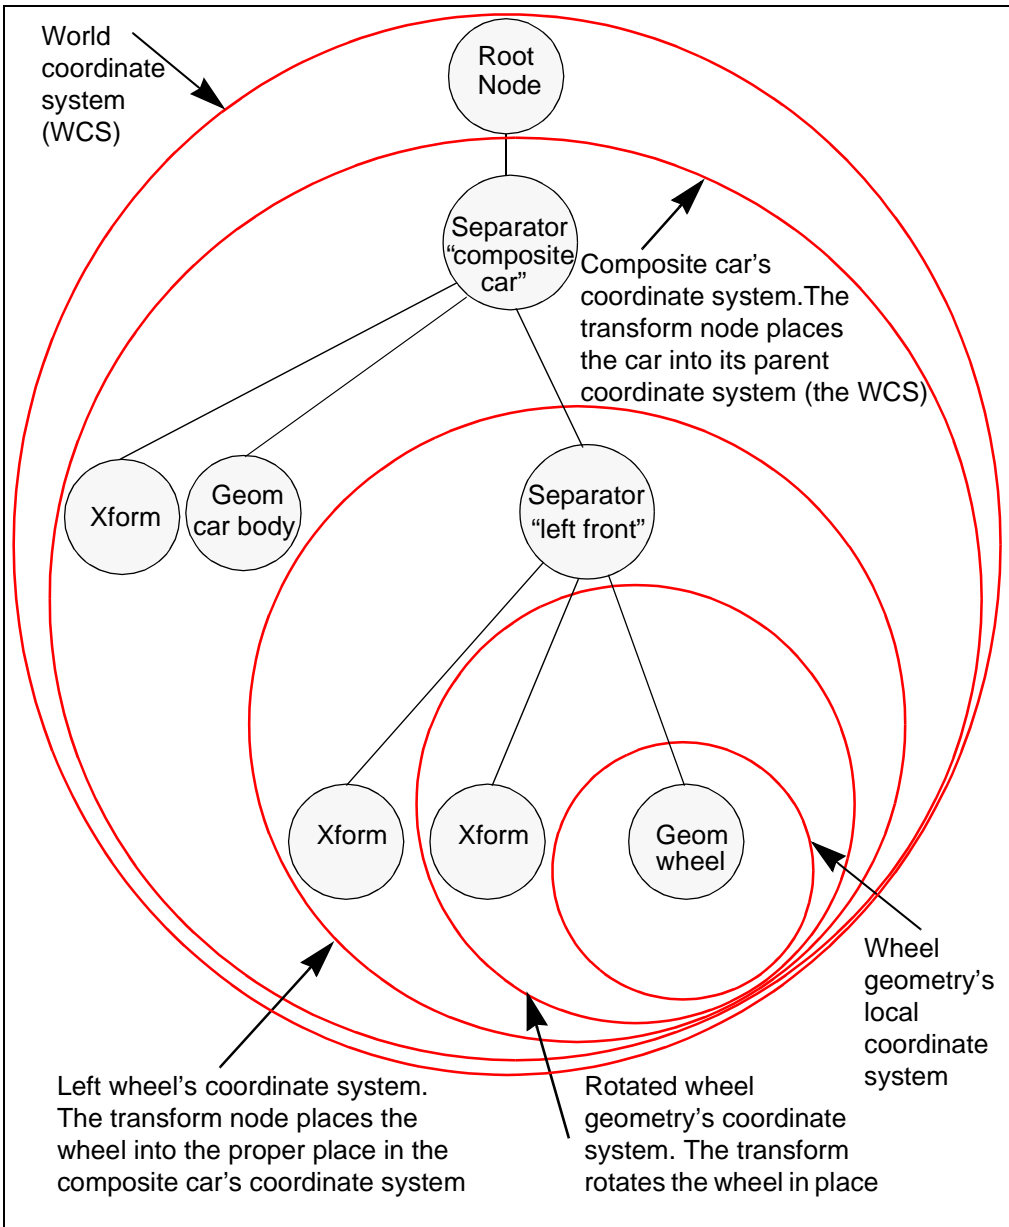 World
coordinate
system
(WCS)
Root
Node
Separator
“composite
car”
Composite car’s
coordinate system.The
transform node places
the car into its parent
coordinate system (the WCS)
Xform
Geom
car body
Separator
“left front”
Xform
Xform
Geom
wheel
Wheel
geometry’s
local
coordinate
system
Left wheel’s coordinate system.
The transform node places the
wheel into the proper place in the
composite car’s coordinate system
Rotated wheel
geometry’s coordinate
system. The transform
rotates the wheel in place